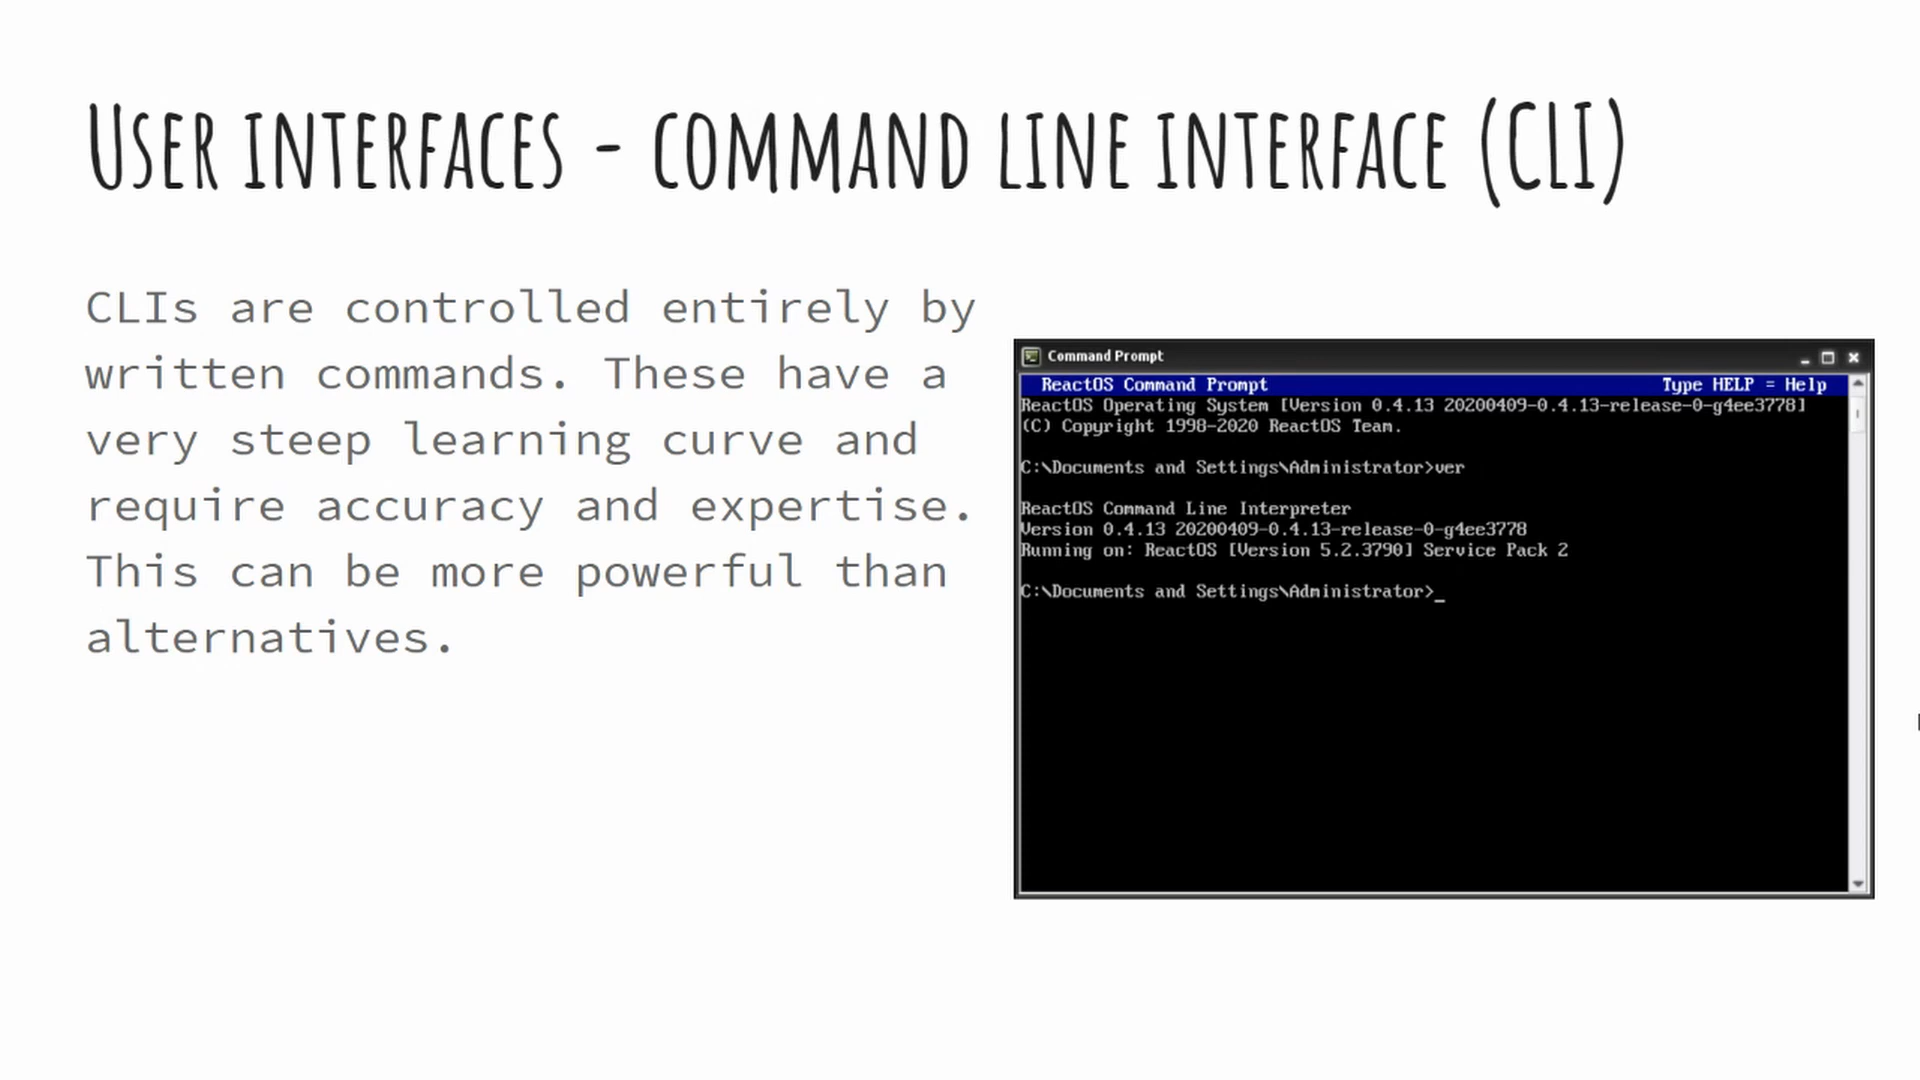 User interfaces - command line interface (CLI)
CLIs are controlled entirely by
written commands. These have a
very steep learning curve and
require accuracy and expertise.
This can be more powerful than
alternatives.
Command Prompt
ReactOS Command Prompt Type HELP = Help
ReactOS Operating System [Version 0.4.13 20200409-0.4.13-release-0-g4ee3778]
(C) Copyright 1998-2020 ReactOS Team.
C:\Documents and Settings\Administrator>ver
ReactOS Command Line Interpreter
Version 0.4.13 20200409-0.4.13-release-0-g4ee3778
Running on: ReactOS [Version 5.2.3790] Service Pack 2
C:\Documents and Settings\Administrator>_